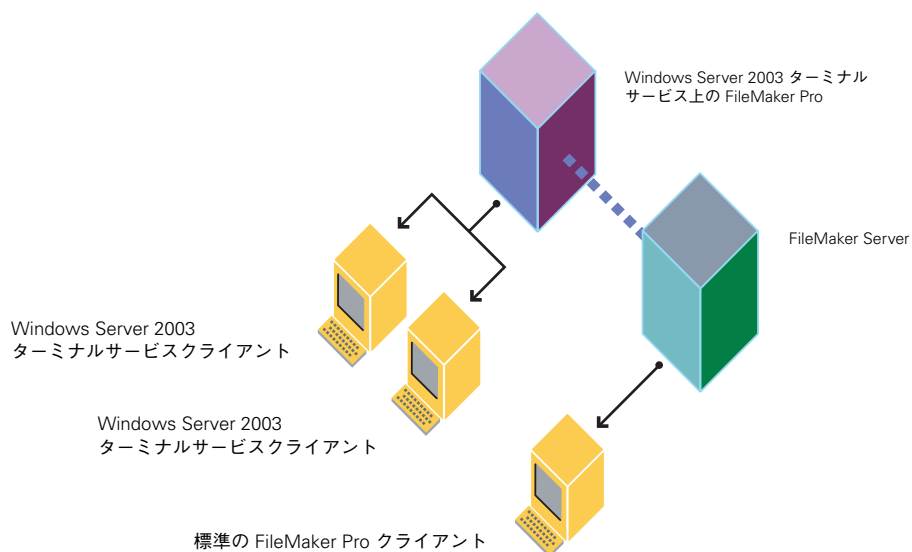 Windows Server 2003 ターミナル
サービス上の FileMaker Pro
FileMaker Server
Windows Server 2003
ターミナルサービスクライアント
Windows Server 2003
ターミナルサービスクライアント
標準の FileMaker Pro クライアント